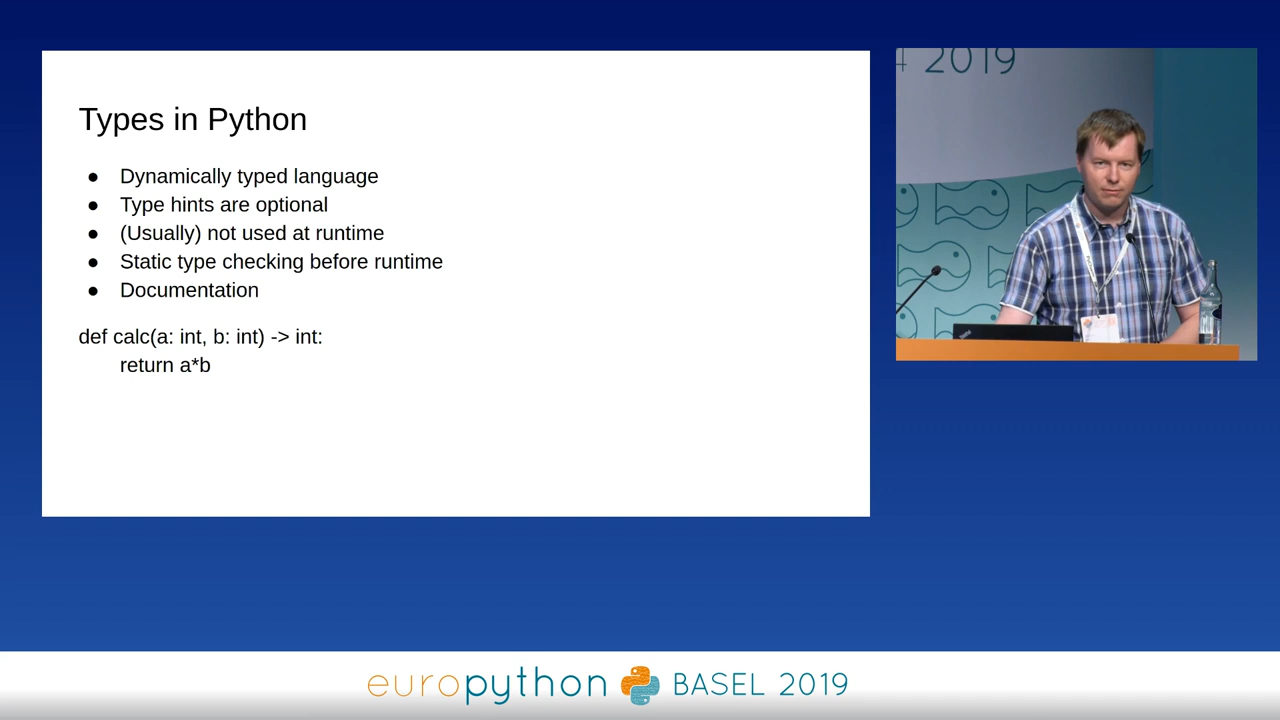 Types in Python
● Dynamically typed language
● Type hints are optional
● (Usually) not used at runtime
● Static type checking before runtime
● Documentation
def calc(a: int, b: int) -> int:
return a*b
2019
europython BASEL 2019